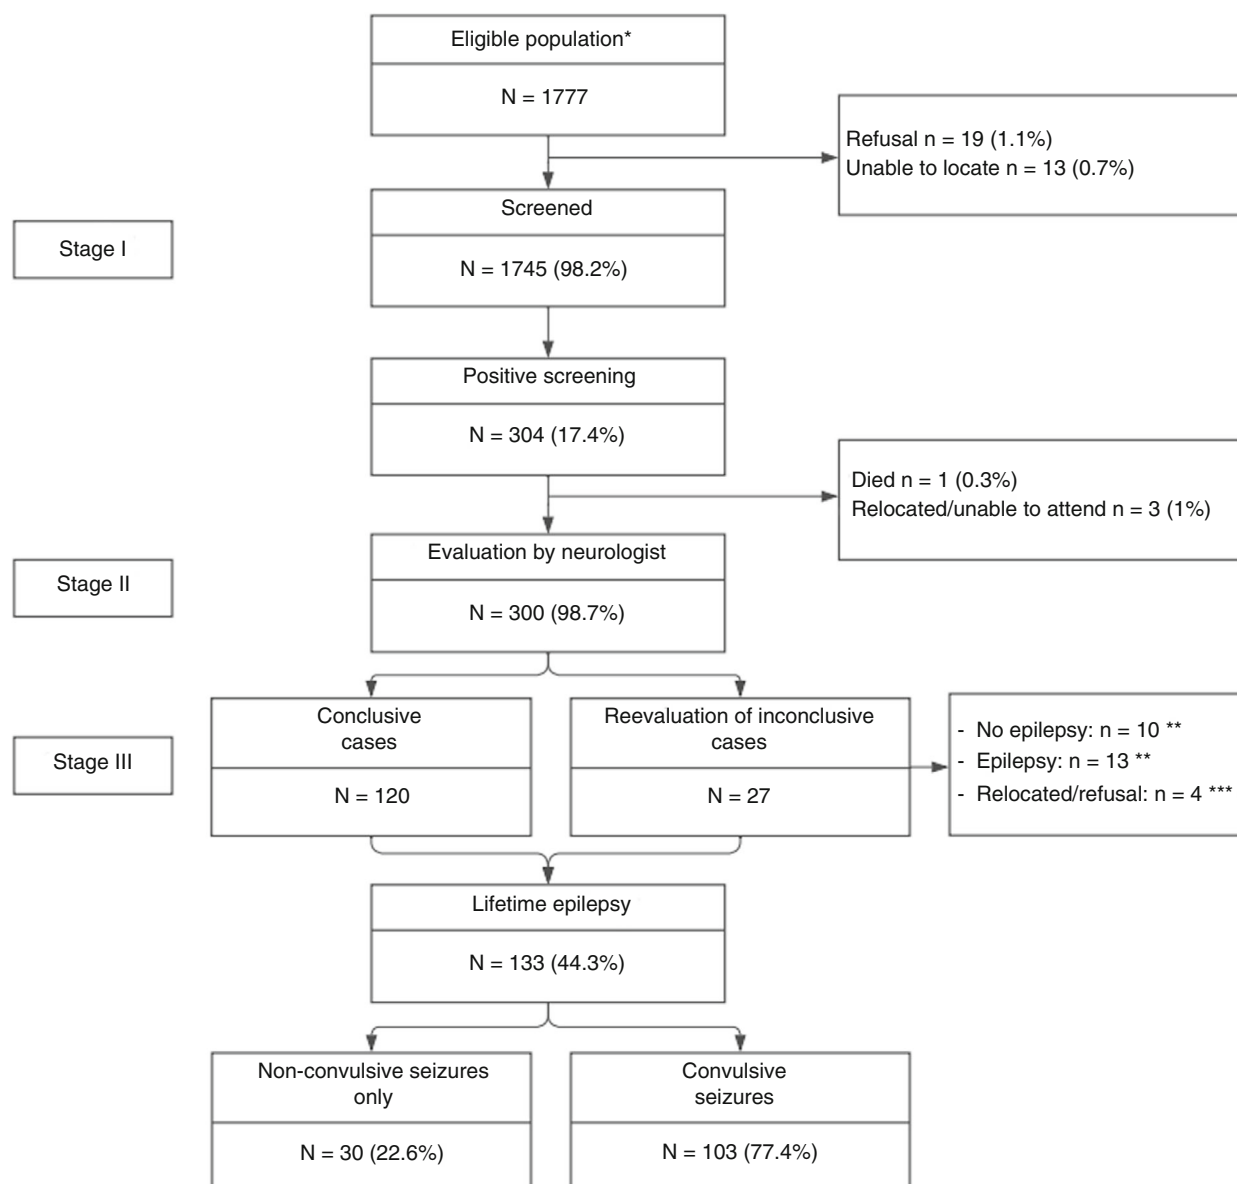 Eligible population*
N = 1777
Refusal n = 19 (1.1%)
Unable to locate n = 13 (0.7%)
Screened
N = 1745 (98.2%)
Stage I
Positive screening
N = 304 (17.4%)
Died n = 1 (0.3%)
Relocated/unable to attend n = 3 (1%)
Evaluation by neurologist
N = 300 (98.7%)
Stage II
Conclusive
cases
N = 120
Reevaluation of inconclusive
cases
N = 27
- No epilepsy: n = 10 **
- Epilepsy: n = 13 **
- Relocated/refusal: n = 4 ***
Stage III
Lifetime epilepsy
N = 133 (44.3%)
Non-convulsive seizures
only
N = 30 (22.6%)
Convulsive
seizures
N = 103 (77.4%)